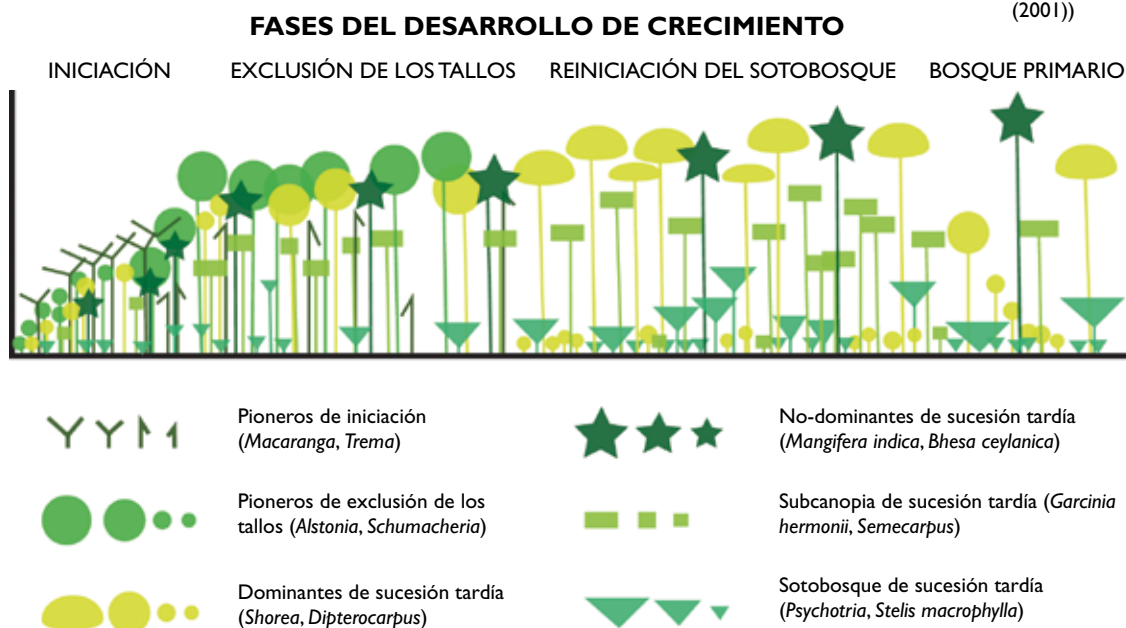 (2001))
FASES DEL DESARROLLO DE CRECIMIENTO
INICIACIÓN
EXCLUSIÓN DE LOS TALLOS
REINICIACIÓN DEL SOTOBOSQUE
BOSQUE PRIMARIO
Pioneros de iniciación
(Macaranga, Trema)
Pioneros de exclusión de los
tallos (Alstonia, Schumacheria)
Dominantes de sucesión tardía
(Shorea, Dipterocarpus)
No-dominantes de sucesión tardía
(Mangifera indica, Bhesa ceylanica)
Subcanopia de sucesión tardía (Garcinia
hermonii, Semecarpus)
Sotobosque de sucesión tardía
(Psychotria, Stelis macrophylla)